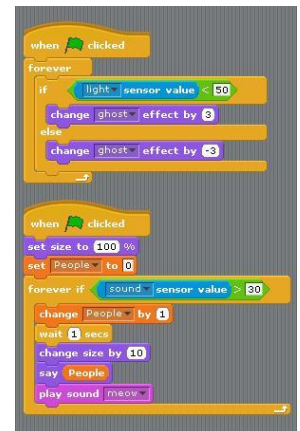 when clicked
forever
if light sensor value < 50
change ghost effect by 3
else
change ghost effect by -3
when clicked
set size to 100 %
set People to 0
forever if sound sensor value > 30
change People by 1
wait 1 secs
change size by 10
say People
play sound meow